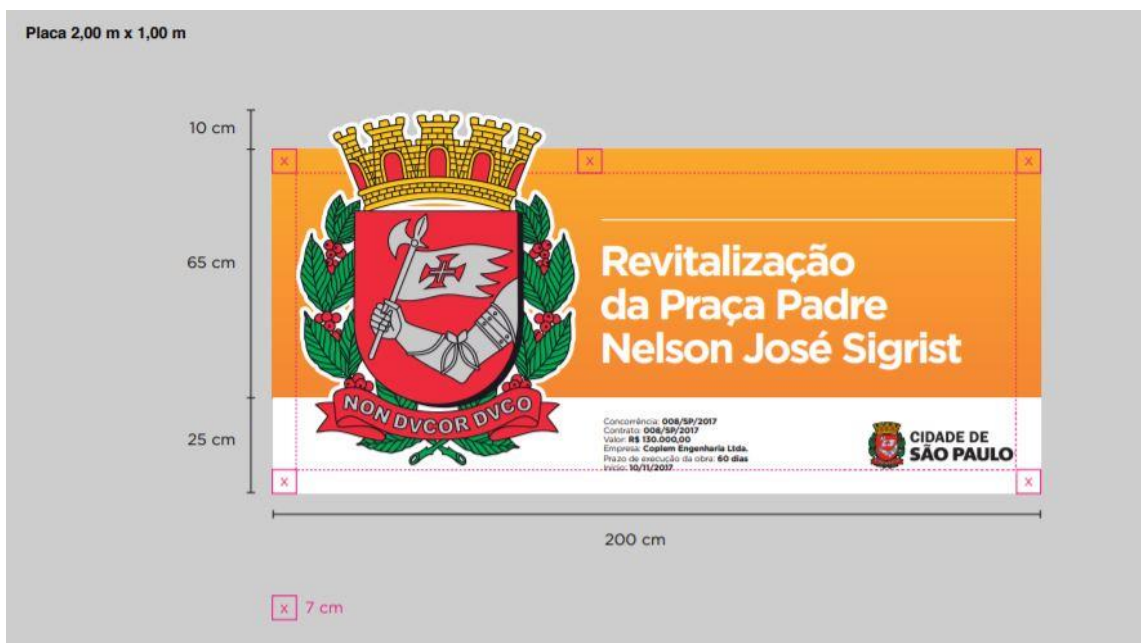 Placa 2,00 m x 1,00 m
10 cm
x
x
x
65 cm
Revitalização
da Praça Padre
Nelson José Sigrist
NON DVCOR DVCO
25 cm
Concorrência: 008/SP/2017
Contrato: 006/SP/2017
Valor: R$ 130.000,00
Empresa: Coplem Engenharia Ltda.
Prazo de execução da obra: 60 dias
Início: 10/11/2017
CIDADE DE
SÃO PAULO
x
x
200 cm
x 7 cm